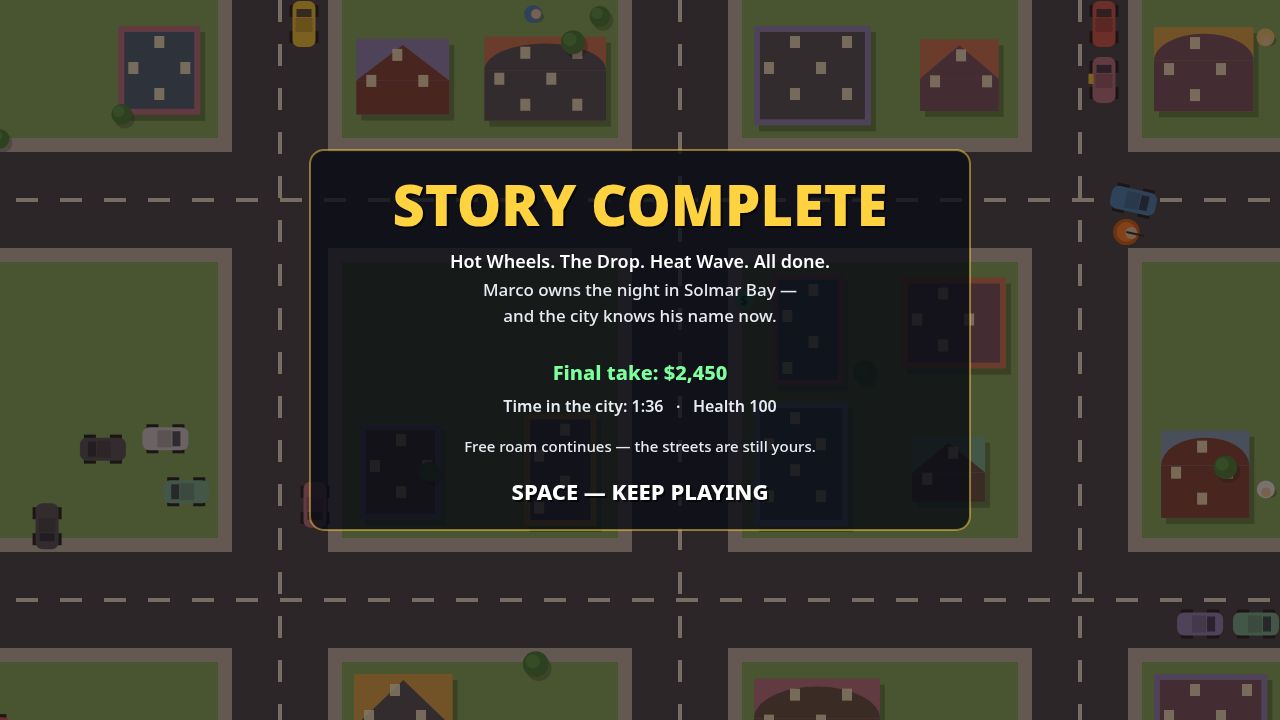 STORY COMPLETE
Hot Wheels. The Drop. Heat Wave. All done.
Marco owns the night in Solmar Bay —
and the city knows his name now.
Final take: $2,450
Time in the city: 1:36 · Health 100
Free roam continues — the streets are still yours.
SPACE — KEEP PLAYING